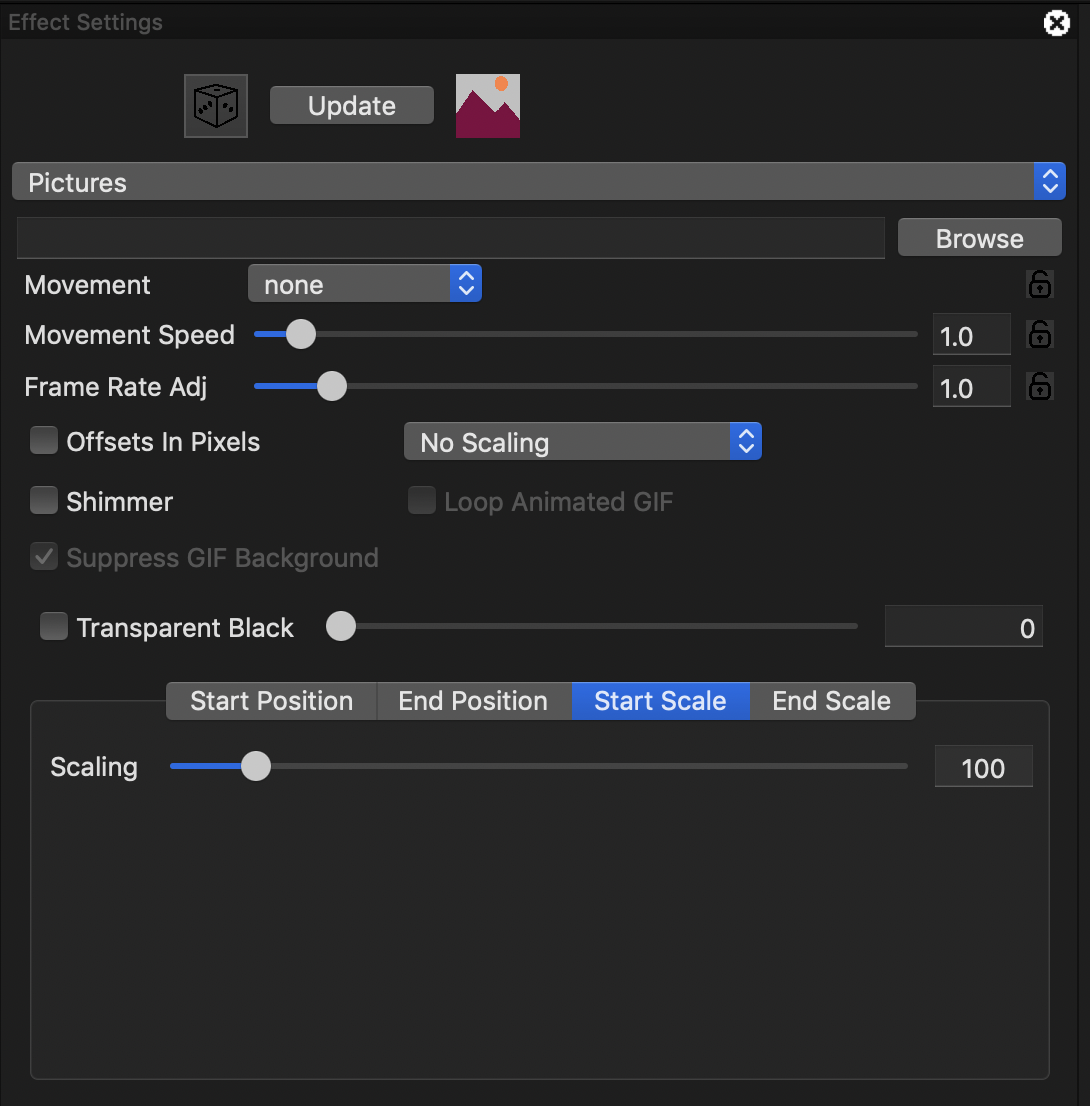 Effect Settings
Update
Pictures
Browse
Movement none
Movement Speed 1.0
Frame Rate Adj 1.0
Offsets In Pixels No Scaling
Shimmer Loop Animated GIF
Suppress GIF Background
Transparent Black 0
Start Position End Position Start Scale End Scale
Scaling 100